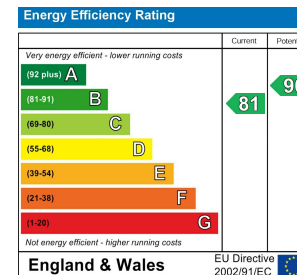 Energy Efficiency Rating
Current
Very energy efficient - lower running costs
(92 plus) A
(81-91) B
81
(69-80) C
(55-68) D
(39-54) E
(21-38) F
(1-20) G
Not energy efficient - higher running costs
England & Wales
EU Directive
2002/91/EC